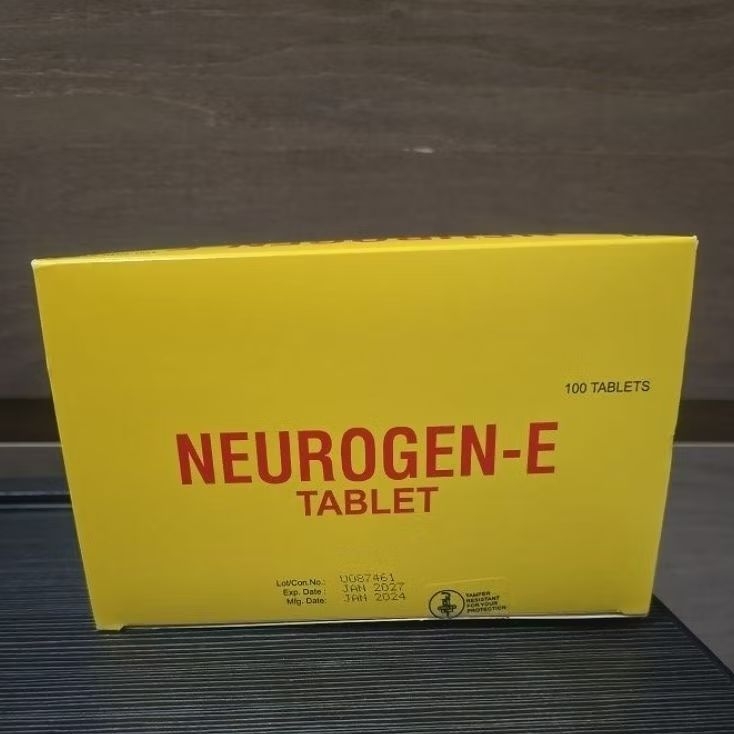 100 TABLETS
NEUROGEN-E
TABLET
Lot/Con.No.: U087461
Exp. Date : JAN 2027
Mfg. Date: JAN 2024
TAMPER
RESISTANT
FOR YOUR
PROTECTION